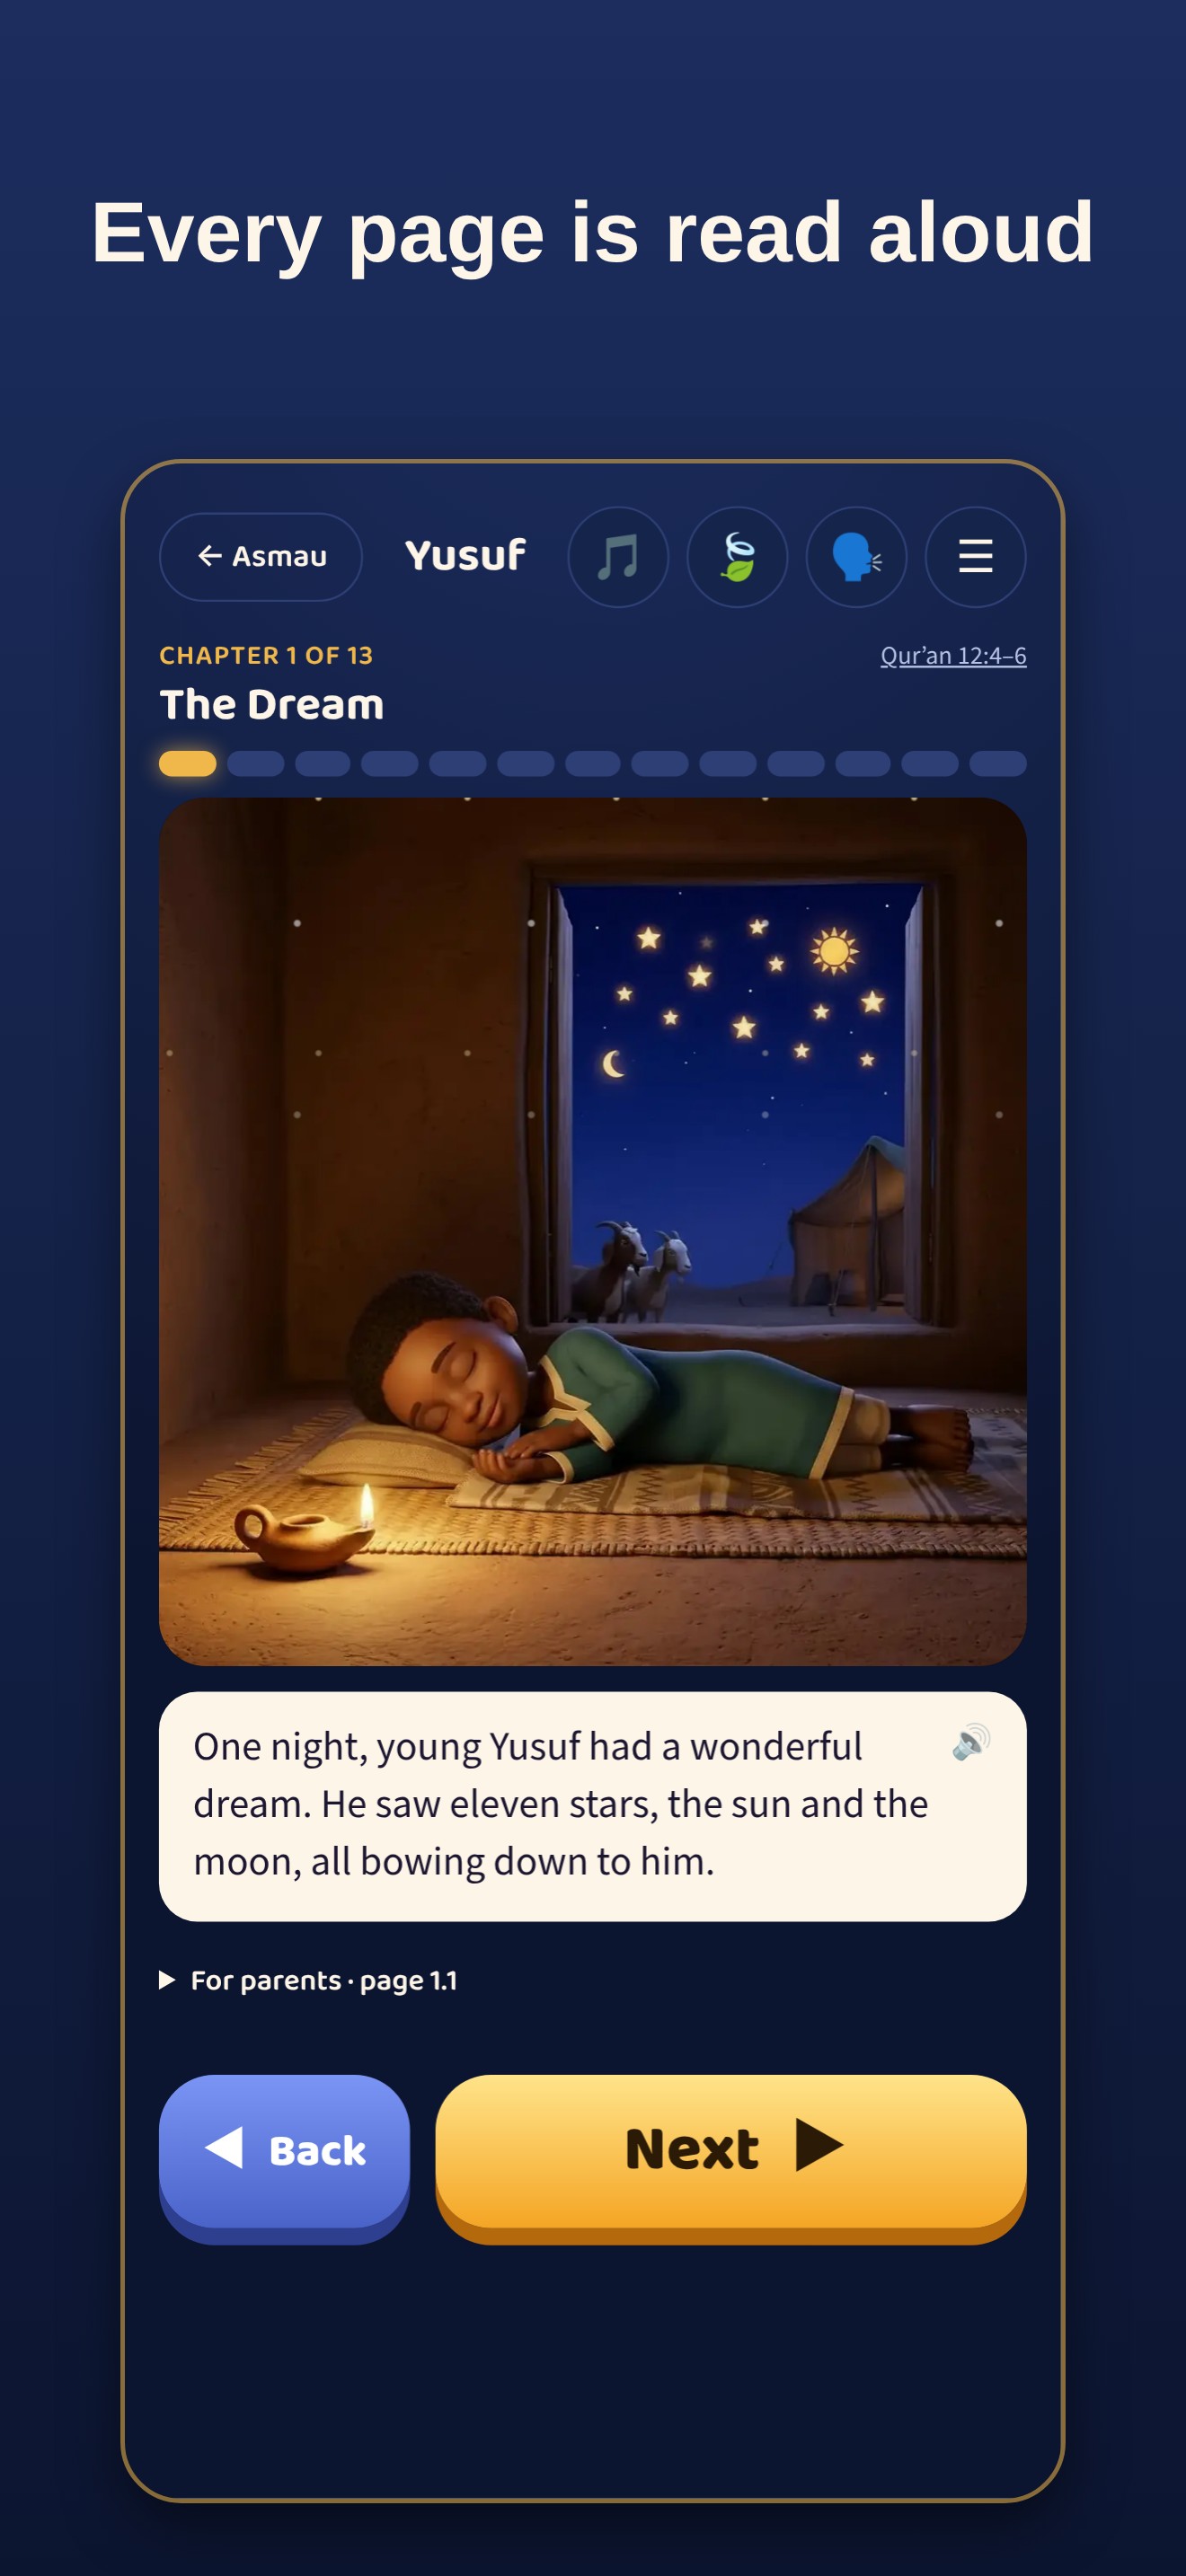 Every page is read aloud
← Asmau
Yusuf
CHAPTER 1 OF 13
Qur’an 12:4–6
The Dream
One night, young Yusuf had a wonderful
dream. He saw eleven stars, the sun and the
moon, all bowing down to him.
▶ For parents · page 1.1
◀ Back
Next ▶